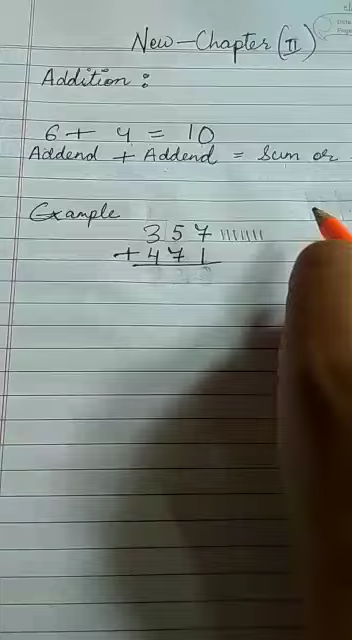 New-Chapter (II)
Addition :
6 + 4 = 10
Addend + Addend = Sum or
Example
357
+ 471